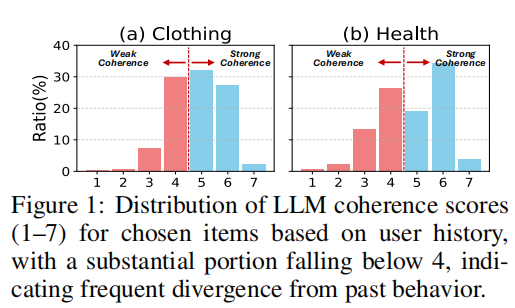 (a) Clothing
(b) Health
Ratio(%)
40
30
20
10
0
Weak
Coherence
Strong
Coherence
Weak
Coherence
Strong
Coherence
1 2 3 4 5 6 7
1 2 3 4 5 6 7
Figure 1: Distribution of LLM coherence scores
(1–7) for chosen items based on user history,
with a substantial portion falling below 4, indi-
cating frequent divergence from past behavior.